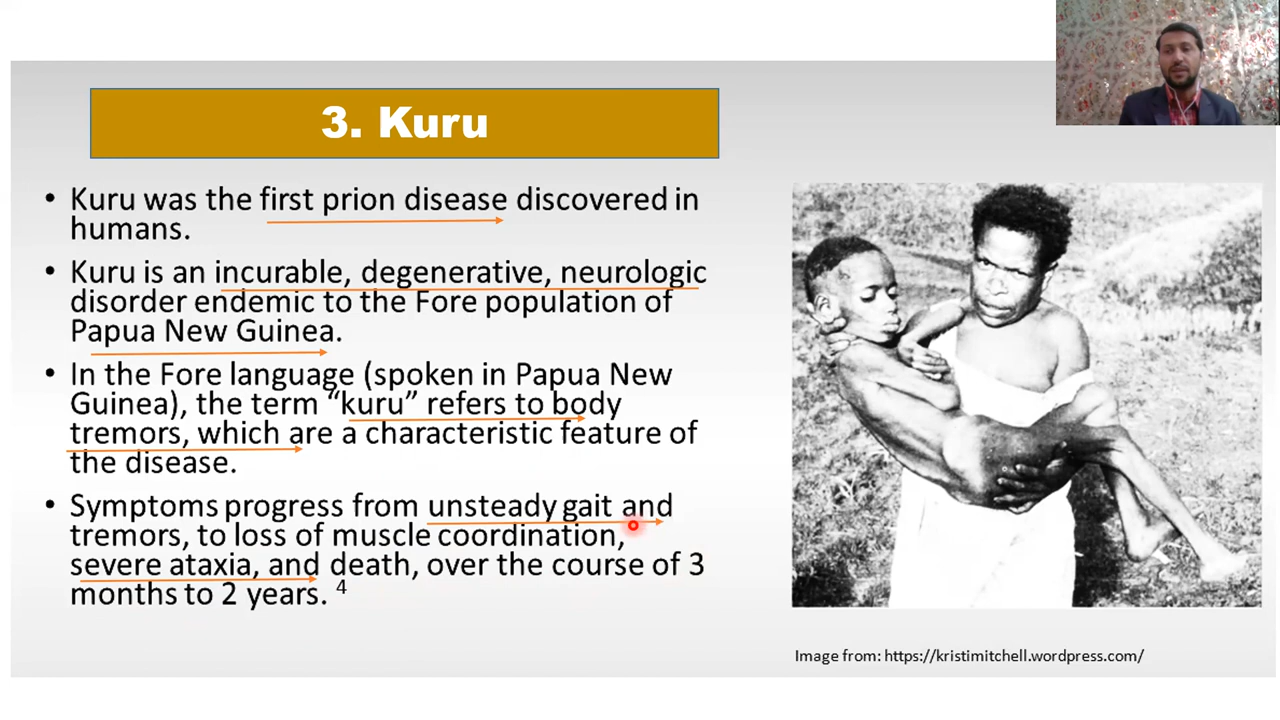 3. Kuru
• Kuru was the first prion disease discovered in
humans.
• Kuru is an incurable, degenerative, neurologic
disorder endemic to the Fore population of
Papua New Guinea.
• In the Fore language (spoken in Papua New
Guinea), the term “kuru” refers to body
tremors, which are a characteristic feature of
the disease.
• Symptoms progress from unsteady gait and
tremors, to loss of muscle coordination,
severe ataxia, and death, over the course of 3
months to 2 years. 4
Image from: https://kristimitchell.wordpress.com/